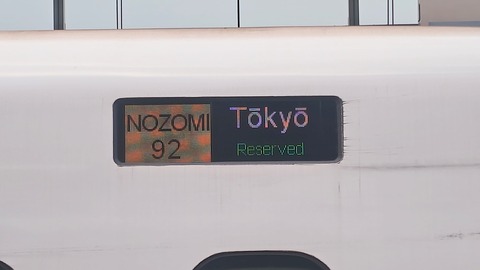 NOZOMI
92
Tōkyō
Reserved